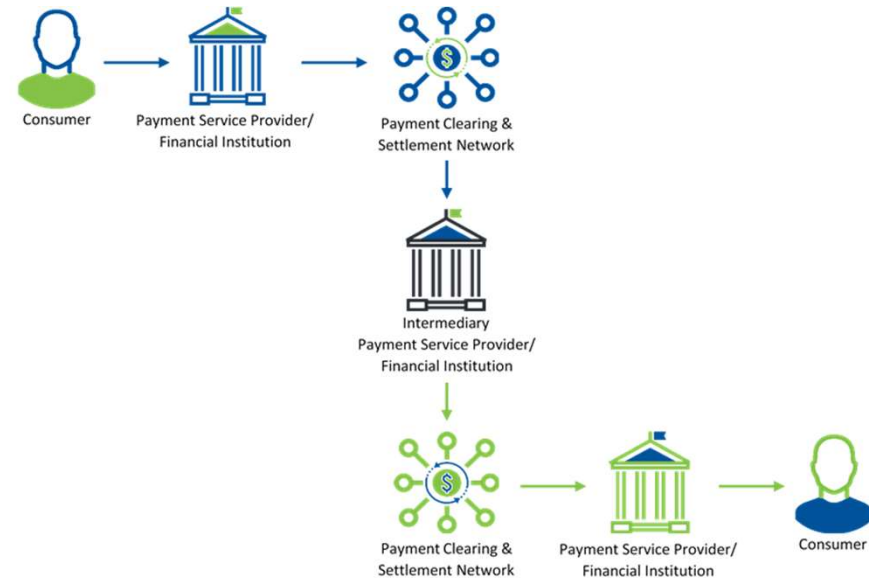 Consumer
Payment Service Provider/
Financial Institution
$
Payment Clearing &
Settlement Network
Intermediary
Payment Service Provider/
Financial Institution
$
Payment Clearing &
Settlement Network
Payment Service Provider/
Financial Institution
Consumer